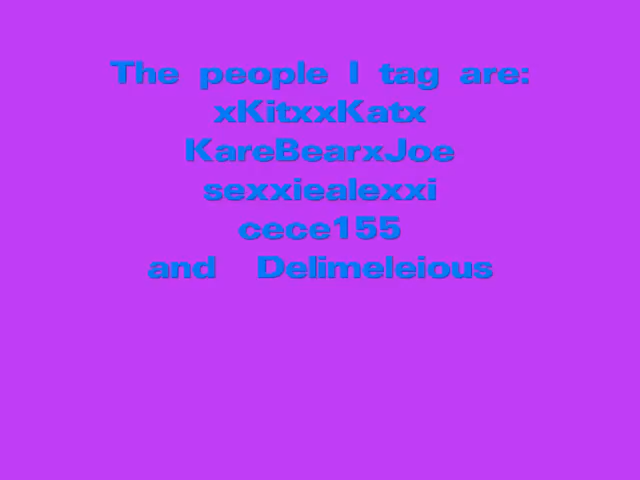 The people I tag are:
xKitxxKatx
KareBearxJoe
sexxiealexxi
cece155
and Delimeleious